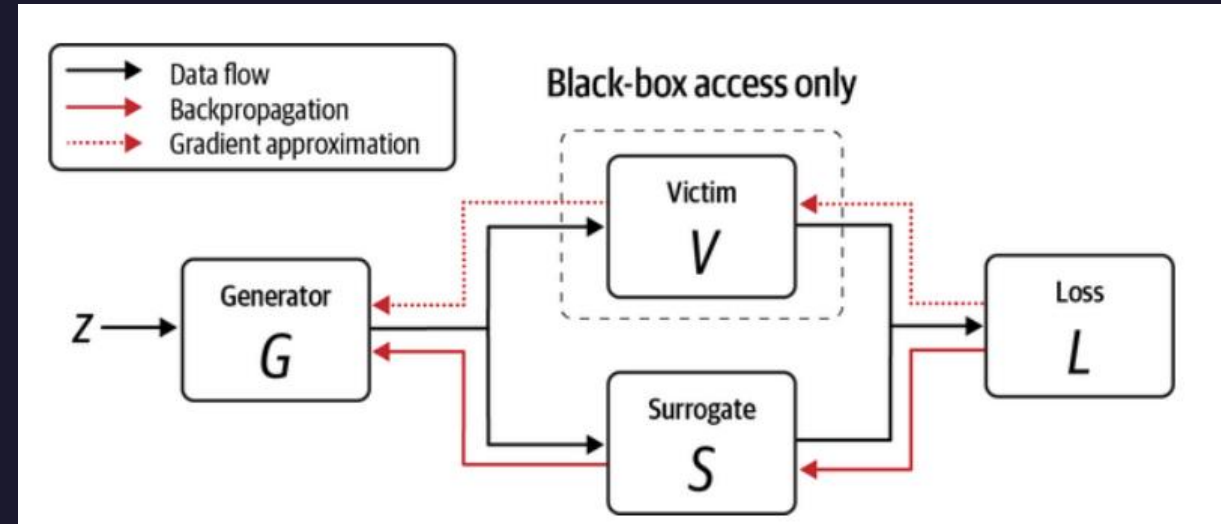 Data flow
Backpropagation
Gradient approximation
Black-box access only
Victim
V
Generator
G
z
Loss
L
Surrogate
S